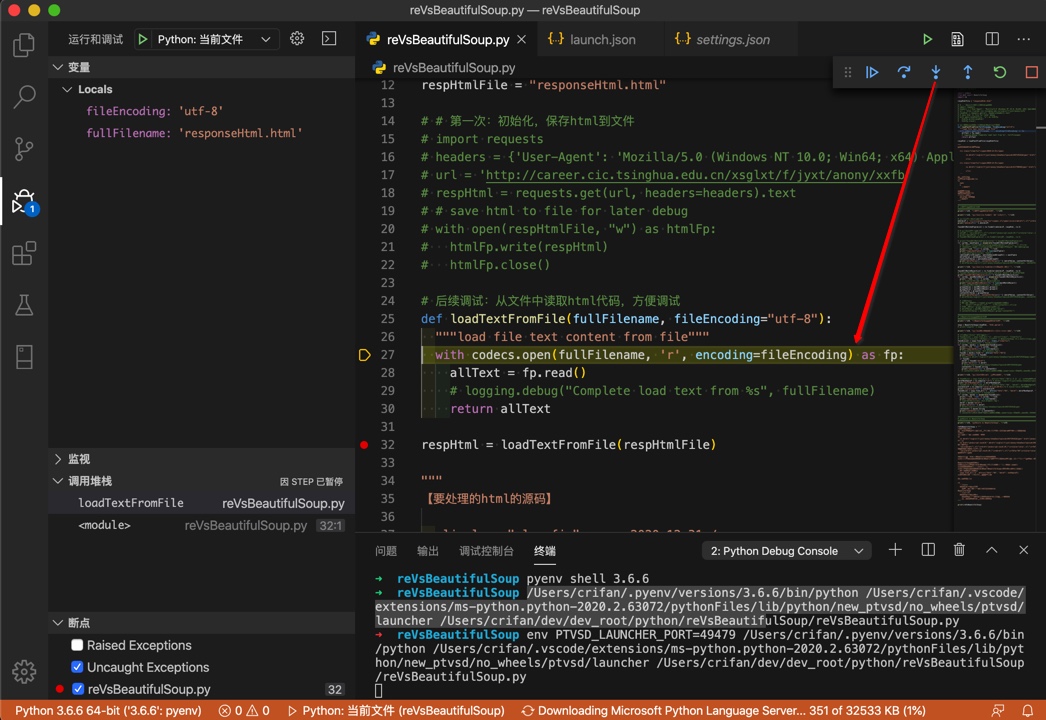 reVsBeautifulSoup.py — reVsBeautifulSoup
运行和调试
Python: 当前文件
reVsBeautifulSoup.py
launch.json
settings.json
变量
Locals
fileEncoding: 'utf-8'
fullFilename: 'responseHtml.html'
监视
调用堆栈
因 STEP 已暂停
loadTextFromFile reVsBeautifulSoup.py
<module> reVsBeautifulSoup.py 32:1
断点
Raised Exceptions
Uncaught Exceptions
reVsBeautifulSoup.py 32
1
reVsBeautifulSoup.py
12 respHtmlFile = "responseHtml.html"
13
14 # # 第一次: 初始化, 保存html到文件
15 # import requests
16 # headers = {'User-Agent': 'Mozilla/5.0 (Windows NT 10.0; Win64; x64) Appl
17 # url = 'http://career.cic.tsinghua.edu.cn/xsglxt/f/jyxt/anony/xxfb
18 # respHtml = requests.get(url, headers=headers).text
19 # # save html to file for later debug
20 # with open(respHtmlFile, "w") as htmlFp:
21 #   htmlFp.write(respHtml)
22 #   htmlFp.close()
23
24 # 后续调试: 从文件中读取html代码, 方便调试
25 def loadTextFromFile(fullFilename, fileEncoding="utf-8"):
26 """load file text content from file"""
27 with codecs.open(fullFilename, 'r', encoding=fileEncoding) as fp:
28 allText = fp.read()
29 # logging.debug("Complete load text from %s", fullFilename)
30 return allText
31
32 respHtml = loadTextFromFile(respHtmlFile)
33
34 """
35 【要处理的html的源码】
36
问题 输出 调试控制台 终端
2: Python Debug Console
➜ reVsBeautifulSoup pyenv shell 3.6.6
➜ reVsBeautifulSoup /Users/crifan/.pyenv/versions/3.6.6/bin/python /Users/crifan/.vscode/
extensions/ms-python.python-2020.2.63072/pythonFiles/lib/python/new_ptvsd/no_wheels/ptvsd/
launcher /Users/crifan/dev/dev_root/python/reVsBeautifulSoup/reVsBeautifulSoup.py
➜ reVsBeautifulSoup env PTVSD_LAUNCHER_PORT=49479 /Users/crifan/.pyenv/versions/3.6.6/bin
/python /Users/crifan/.vscode/extensions/ms-python.python-2020.2.63072/pythonFiles/lib/pyt
hon/new_ptvsd/no_wheels/ptvsd/launcher /Users/crifan/dev/dev_root/python/reVsBeautifulSoup
/reVsBeautifulSoup.py
Python 3.6.6 64-bit ('3.6.6': pyenv) 0 0 Python: 当前文件 (reVsBeautifulSoup) Downloading Microsoft Python Language Server... 351 of 32533 KB (1%)